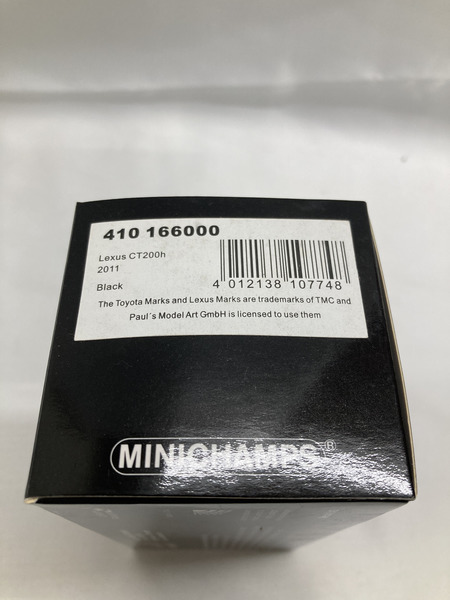 410 166000
Lexus CT200h
2011
Black
4 012138 107748
The Toyota Marks and Lexus Marks are trademarks of TMC and
Paul´s Model Art GmbH is licensed to use them
MINICHAMPS®